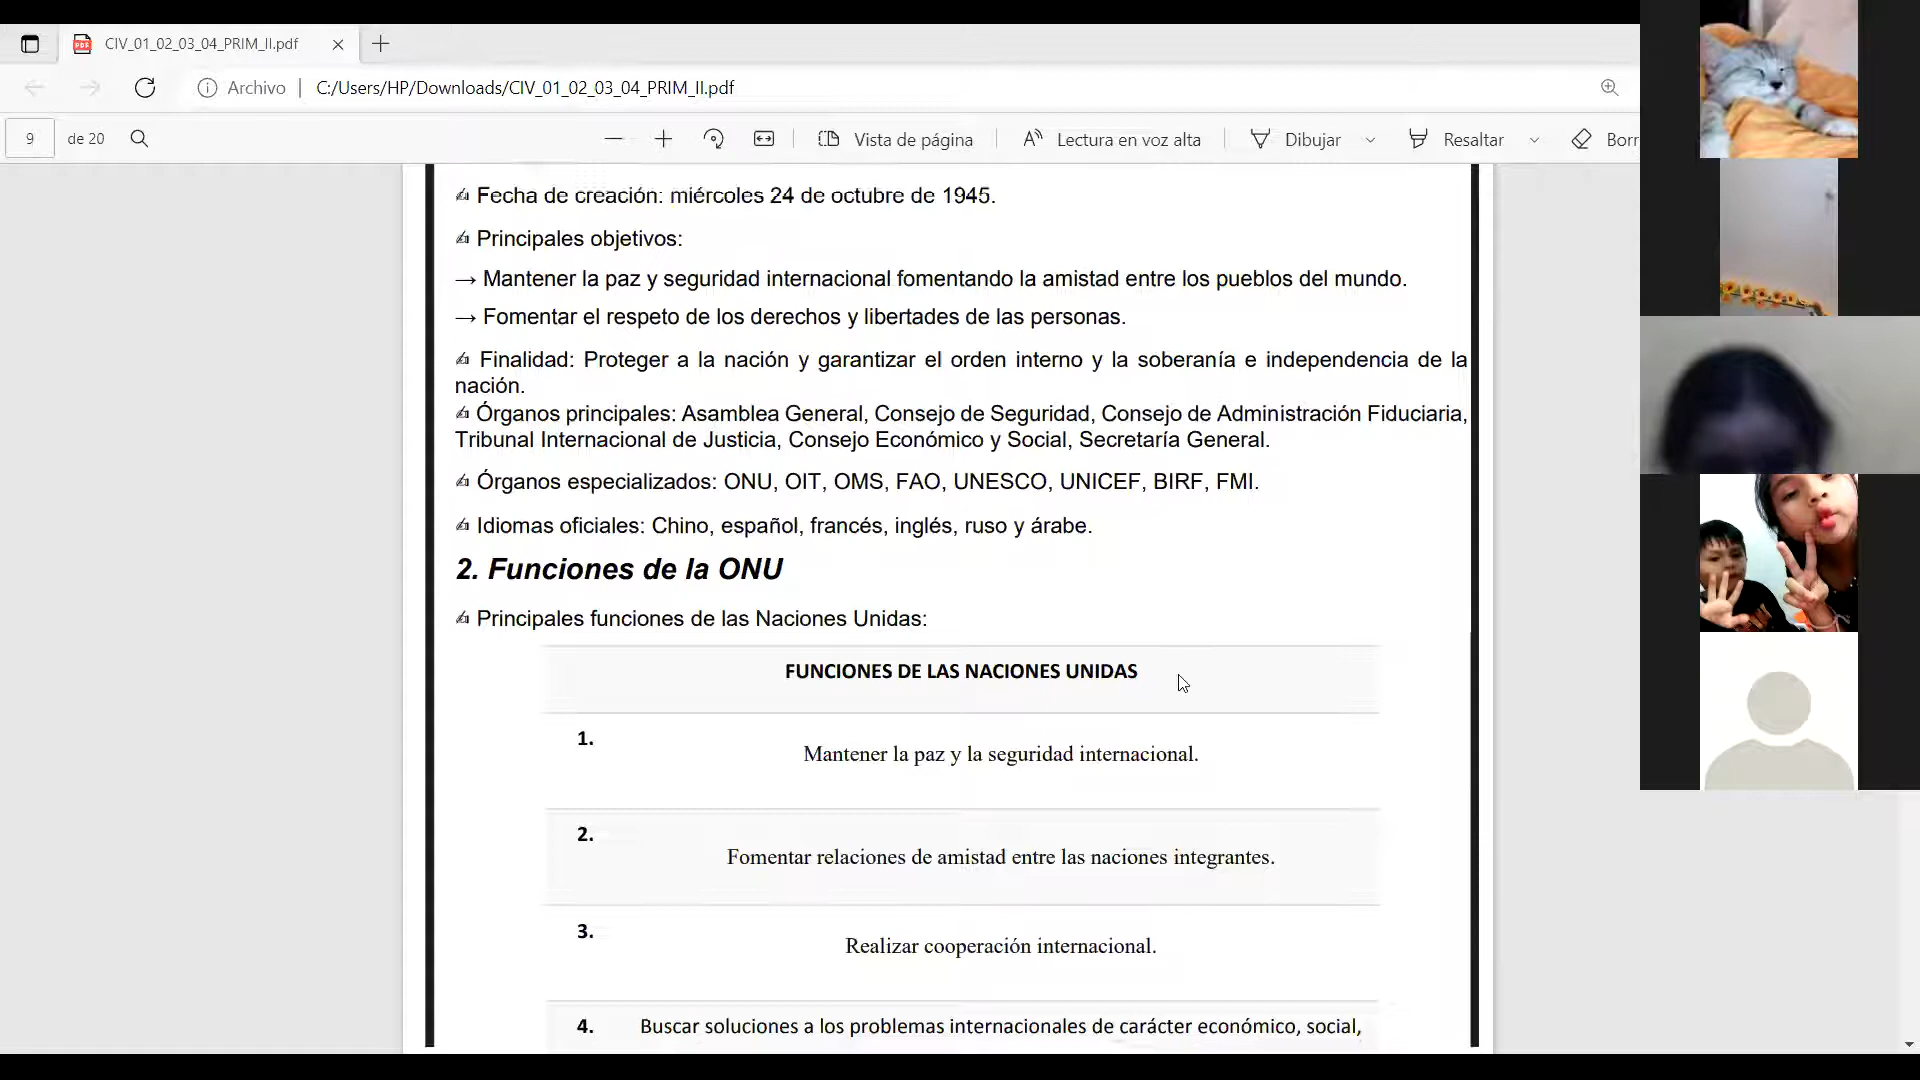 CIV_01_02_03_04_PRIM_II.pdf
Archivo | C:/Users/HP/Downloads/CIV_01_02_03_04_PRIM_II.pdf
9 de 20 Vista de página Lectura en voz alta Dibujar Resaltar Borr
Fecha de creación: miércoles 24 de octubre de 1945.
Principales objetivos:
→ Mantener la paz y seguridad internacional fomentando la amistad entre los pueblos del mundo.
→ Fomentar el respeto de los derechos y libertades de las personas.
Finalidad: Proteger a la nación y garantizar el orden interno y la soberanía e independencia de la
nación.
Órganos principales: Asamblea General, Consejo de Seguridad, Consejo de Administración Fiduciaria,
Tribunal Internacional de Justicia, Consejo Económico y Social, Secretaría General.
Órganos especializados: ONU, OIT, OMS, FAO, UNESCO, UNICEF, BIRF, FMI.
Idiomas oficiales: Chino, español, francés, inglés, ruso y árabe.
2. Funciones de la ONU
Principales funciones de las Naciones Unidas:
FUNCIONES DE LAS NACIONES UNIDAS
1. Mantener la paz y la seguridad internacional.
2. Fomentar relaciones de amistad entre las naciones integrantes.
3. Realizar cooperación internacional.
4. Buscar soluciones a los problemas internacionales de carácter económico, social,